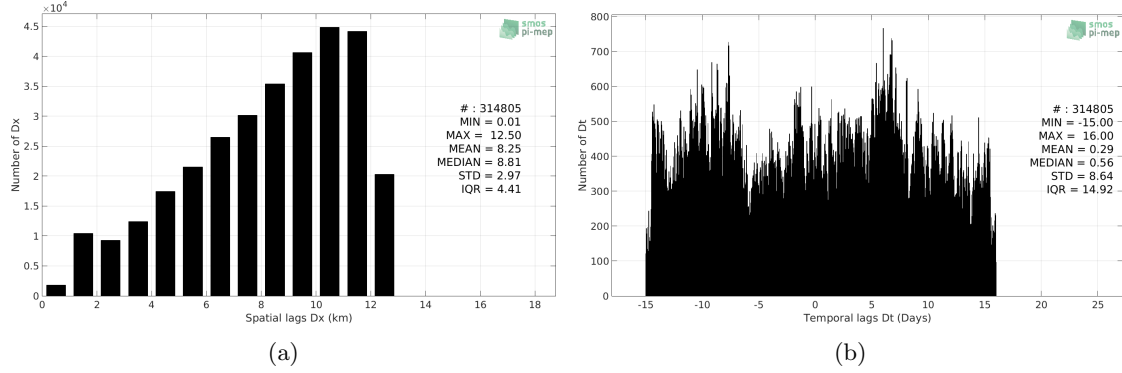 ×10⁴
4.5
4
3.5
3
2.5
2
1.5
1
0.5
0
Number of Dx
smos
pi-mep
# : 314805
MIN = 0.01
MAX = 12.50
MEAN = 8.25
MEDIAN = 8.81
STD = 2.97
IQR = 4.41
0 2 4 6 8 10 12 14 16 18
Spatial lags Dx (km)
(a)
800
700
600
500
400
300
200
100
0
Number of Dt
smos
pi-mep
# : 314805
MIN = -15.00
MAX = 16.00
MEAN = 0.29
MEDIAN = 0.56
STD = 8.64
IQR = 14.92
-15 -10 -5 0 5 10 15 20 25
Temporal lags Dt (Days)
(b)